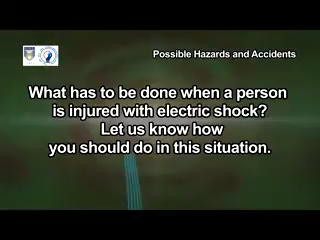 Possible Hazards and Accidents
What has to be done when a person
is injured with electric shock?
Let us know how
you should do in this situation.